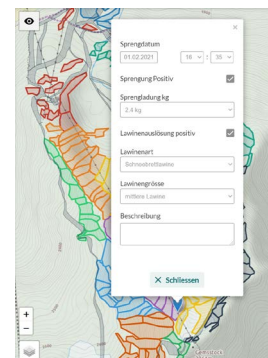 Sprengdatum
01.02.2021
16 : 35
Sprengung Positiv
Sprengladung kg
2.4 kg
Lawinenauslösung positiv
Lawinenart
Schneebrettlawine
Lawinengrösse
mittlere Lawine
Beschreibung
× Schliessen
+
−